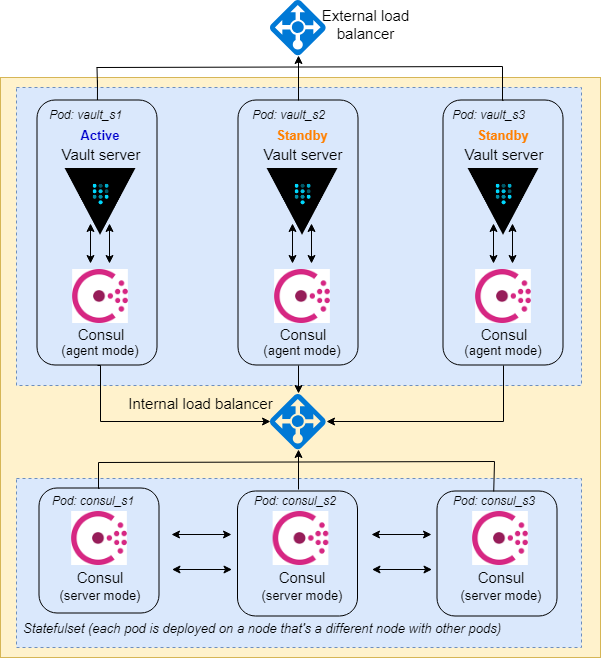 External load
balancer
Pod: vault_s1
Active
Vault server
Consul
(agent mode)
Pod: vault_s2
Standby
Vault server
Consul
(agent mode)
Pod: vault_s3
Standby
Vault server
Consul
(agent mode)
Internal load balancer
Pod: consul_s1
Consul
(server mode)
Pod: consul_s2
Consul
(server mode)
Pod: consul_s3
Consul
(server mode)
Statefulset (each pod is deployed on a node that's a different node with other pods)